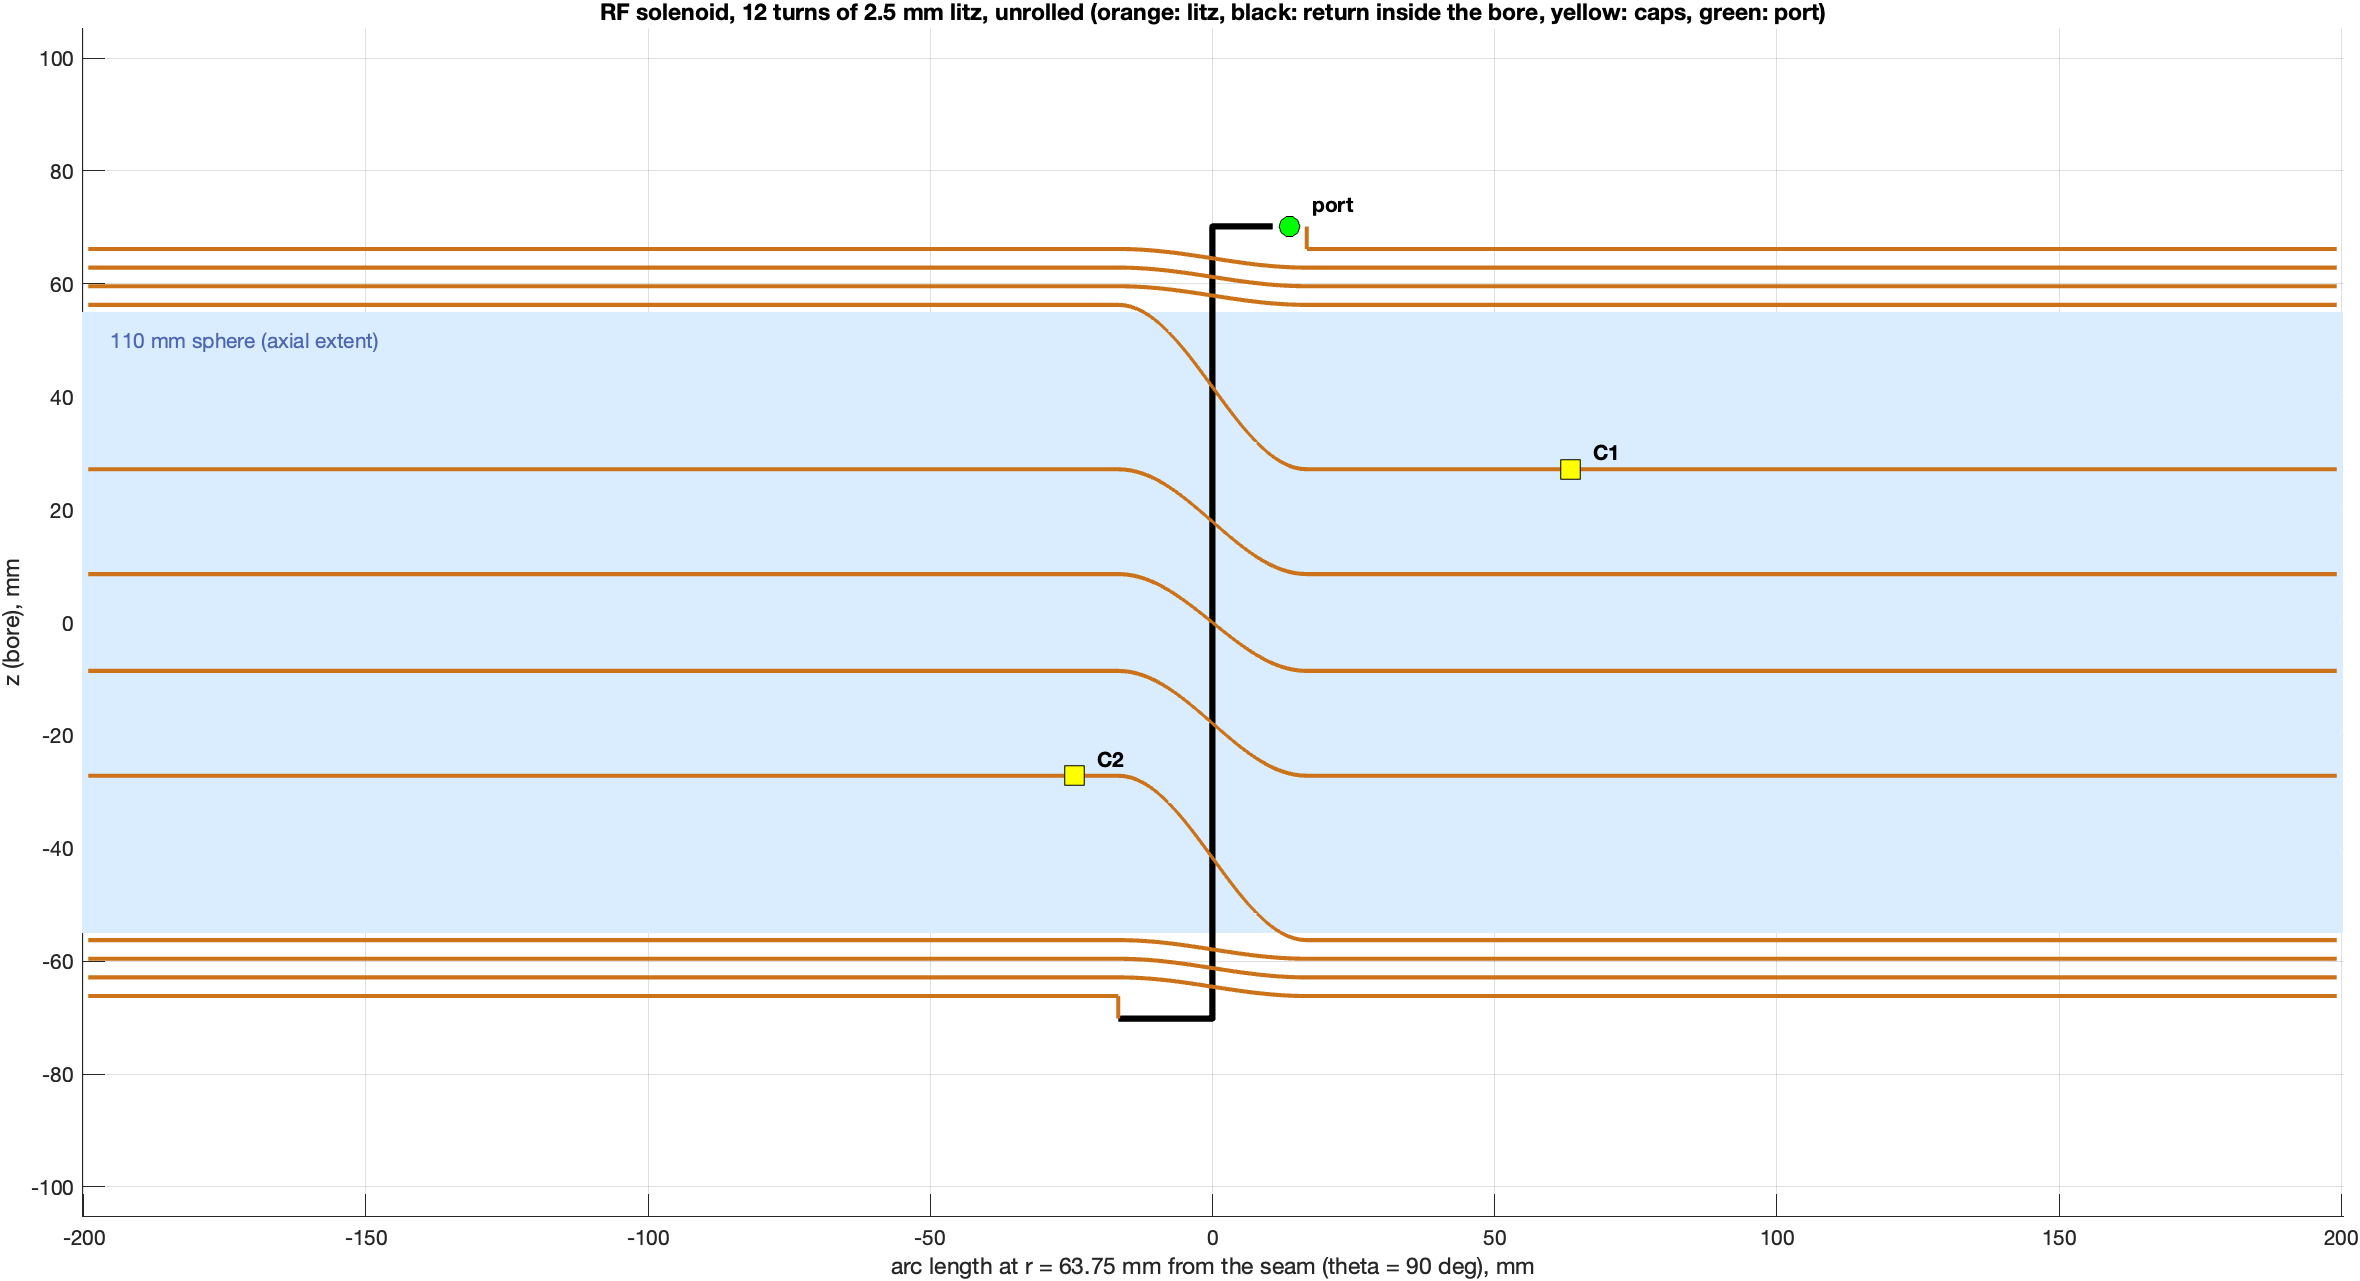 RF solenoid, 12 turns of 2.5 mm litz, unrolled (orange: litz, black: return inside the bore, yellow: caps, green: port)
100
80
port
60
110 mm sphere (axial extent)
40
C1
20
z (bore), mm
0
-20
C2
-40
-60
-80
-100
-200 -150 -100 -50 0 50 100 150 200
arc length at r = 63.75 mm from the seam (theta = 90 deg), mm